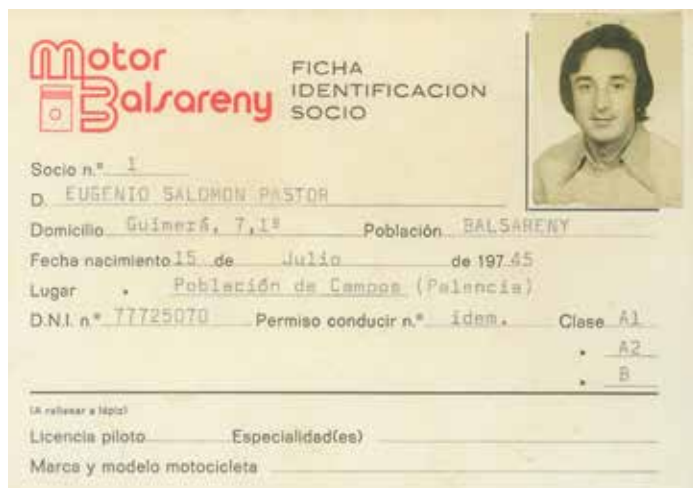 Motor
Balsareny
FICHA
IDENTIFICACION
SOCIO
Socio n.º 1
D. EUGENIO SALOMON PASTOR
Domicilio Guimerá, 7,1º Población BALSARENY
Fecha nacimiento 15 de Julio de 197 45
Lugar Población de Campos (Palencia)
D.N.I. n.º 77725070 Permiso conducir n.º idem. Clase A1
" A2
" B
(A rellenar a lápiz)
Licencia piloto Especialidad(es)
Marca y modelo motocicleta